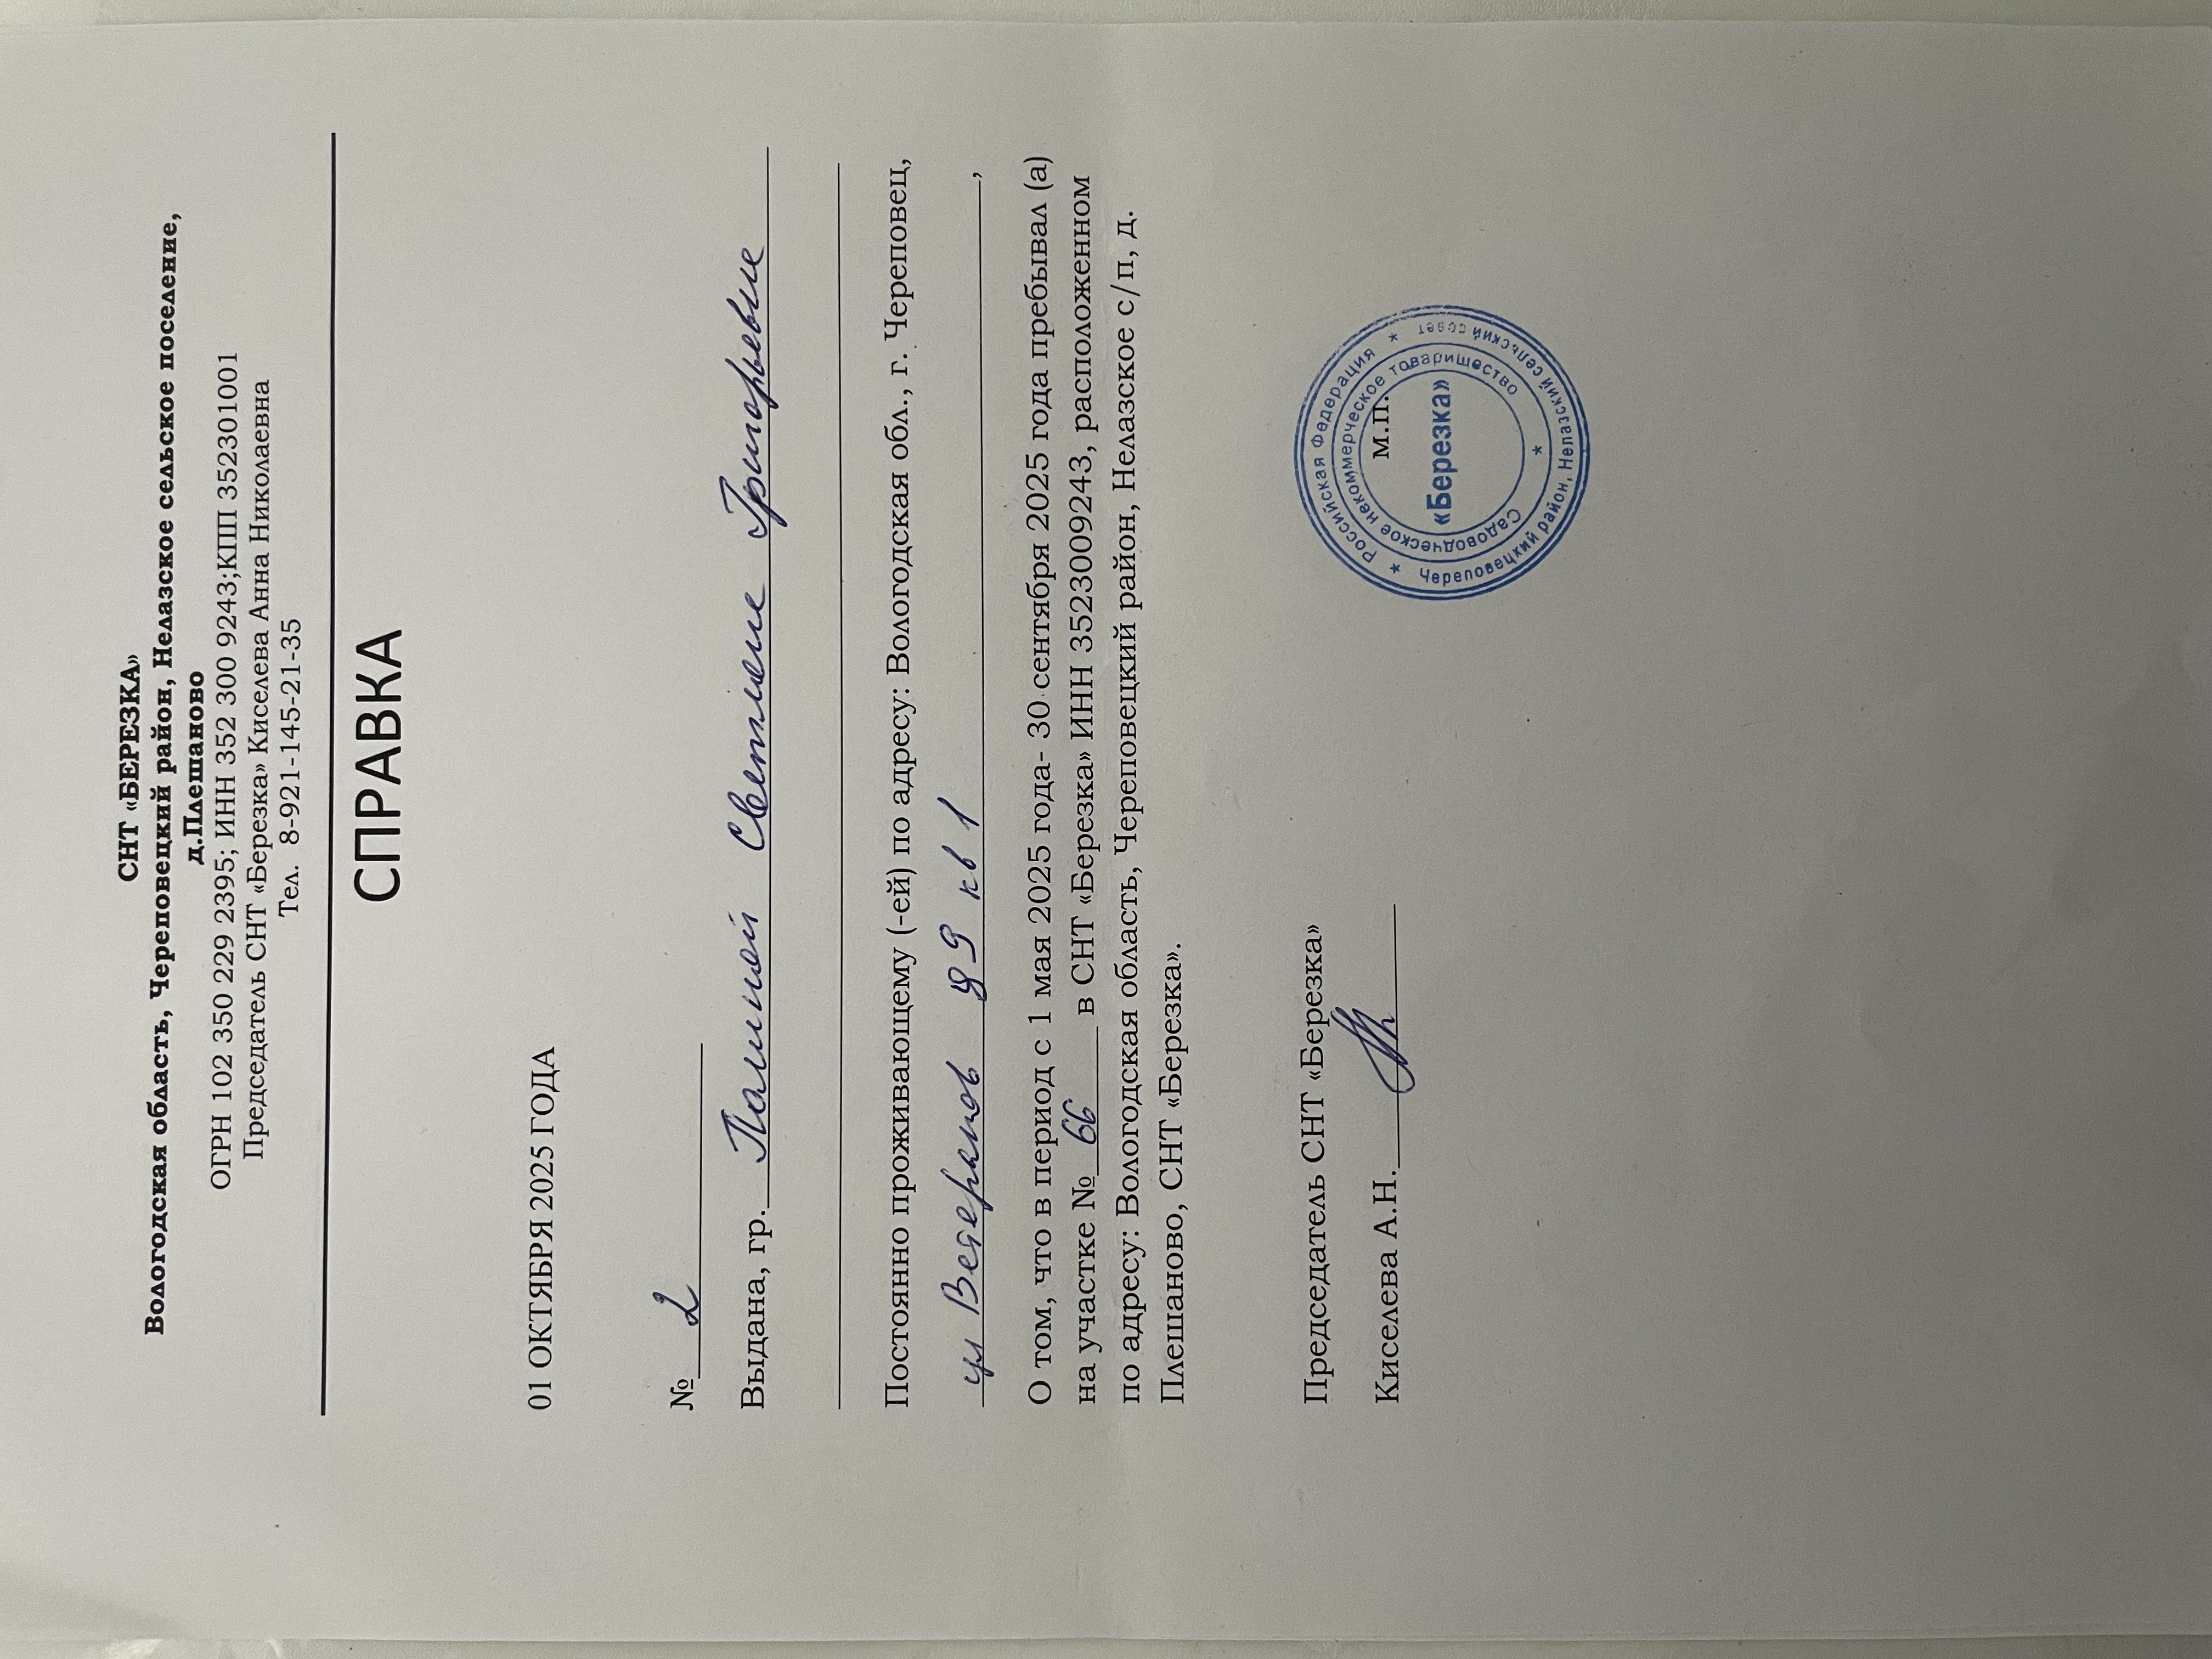 СНТ «БЕРЕЗКА»
Вологодская область, Череповецкий район, Нелазское сельское поселение,
д.Плешаново
ОГРН 102 350 229 2395; ИНН 352 300 9243;КПП 352301001
Председатель СНТ «Березка» Киселева Анна Николаевна
Тел. 8-921-145-21-35
СПРАВКА
01 ОКТЯБРЯ 2025 ГОДА
№ 2
Выдана, гр. Светлане Григорьевне
Постоянно проживающему (-ей) по адресу: Вологодская обл., г. Череповец,
ул Ветеранов 89 кв 1,
О том, что в период с 1 мая 2025 года- 30 сентября 2025 года пребывал (а)
на участке № 66 в СНТ «Березка» ИНН 3523009243, расположенном
по адресу: Вологодская область, Череповецкий район, Нелазское с/п, д.
Плешаново, СНТ «Березка».
Председатель СНТ «Березка»
Киселева А.Н.
м.п.
Российская Федерация
Череповецкий район, Нелазский сельский совет
Садоводческое некоммерческое товарищество
«Березка»